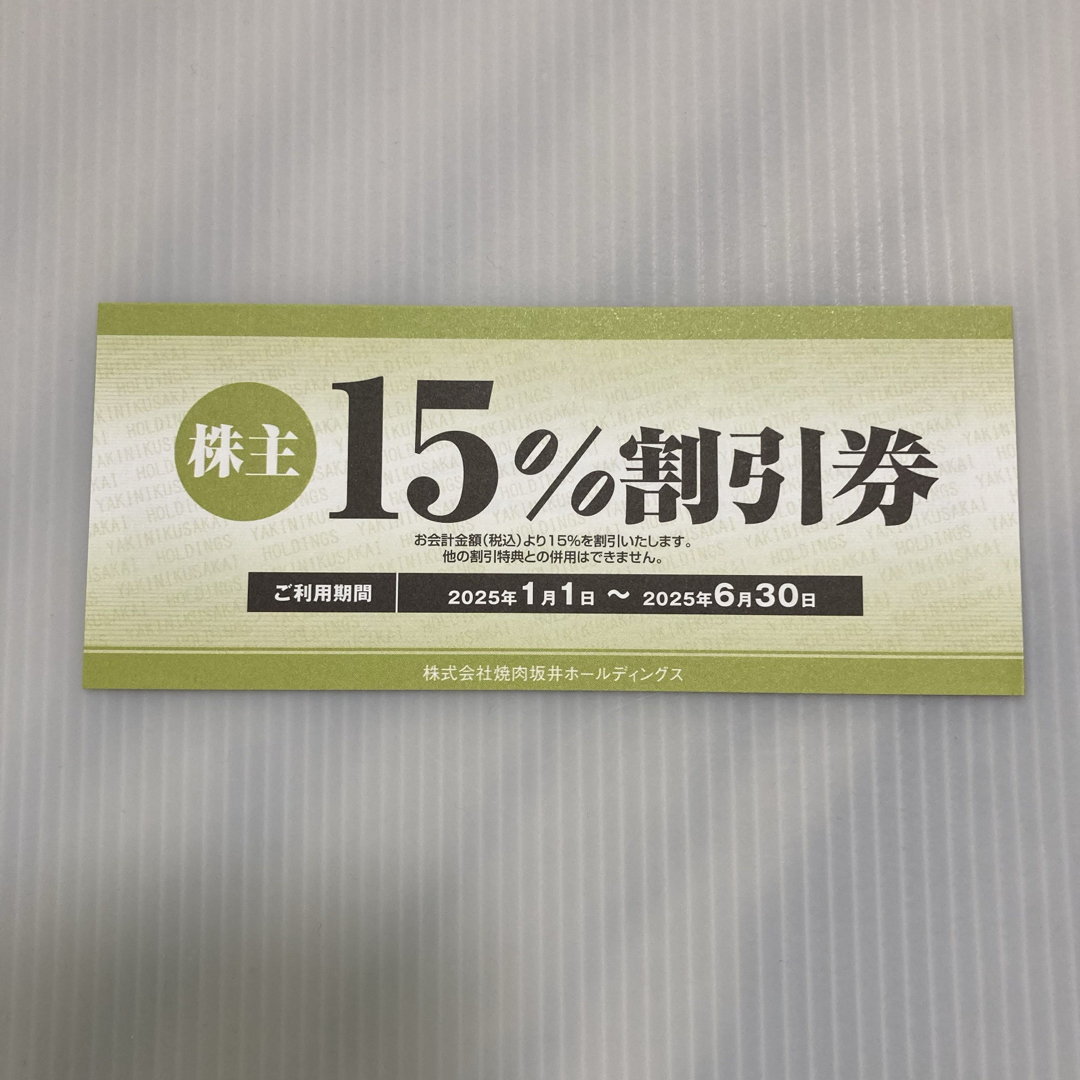 株主 15%割引券
お会計金額(税込)より15%を割引いたします。
他の割引特典との併用はできません。
ご利用期間 2025年1月1日 〜 2025年6月30日
株式会社焼肉坂井ホールディングス
YAKINIKUSAKAI HOLDINGS